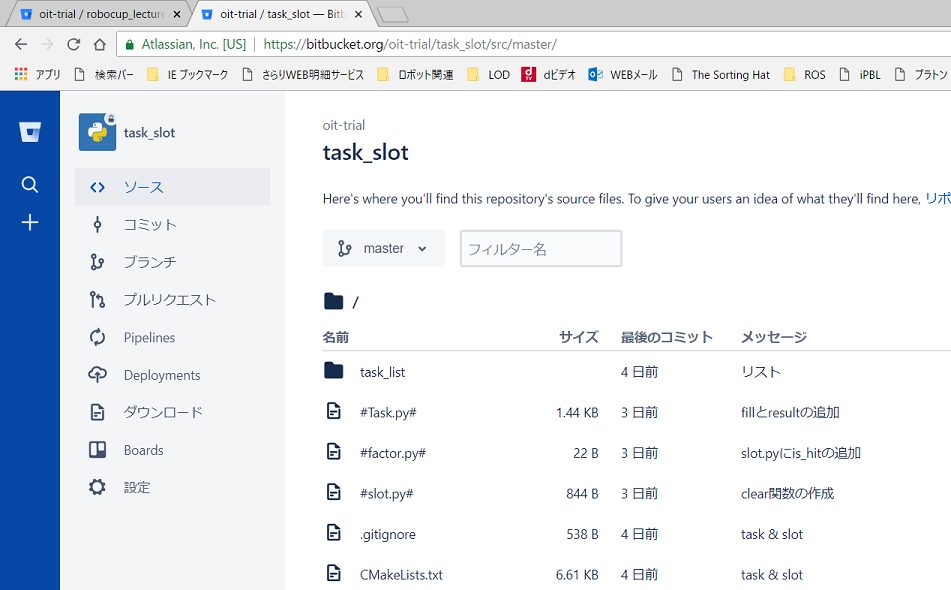 oit-trial / robocup_lecture
oit-trial / task_slot — Bitb
Atlassian, Inc. [US] https://bitbucket.org/oit-trial/task_slot/src/master/
アプリ 検索バー IE ブックマーク さらりWEB明細サービス ロボット関連 LOD dビデオ WEBメール The Sorting Hat ROS iPBL プラトン
task_slot
ソース
コミット
ブランチ
プルリクエスト
Pipelines
Deployments
ダウンロード
Boards
設定
oit-trial
task_slot
Here's where you'll find this repository's source files. To give your users an idea of what they'll find here, リポ
master フィルター名
/
名前 サイズ 最後のコミット メッセージ
task_list 4 日前 リスト
#Task.py# 1.44 KB 3 日前 fillとresultの追加
#factor.py# 22 B 3 日前 slot.pyにis_hitの追加
#slot.py# 844 B 3 日前 clear関数の作成
.gitignore 538 B 4 日前 task & slot
CMakeLists.txt 6.61 KB 4 日前 task & slot